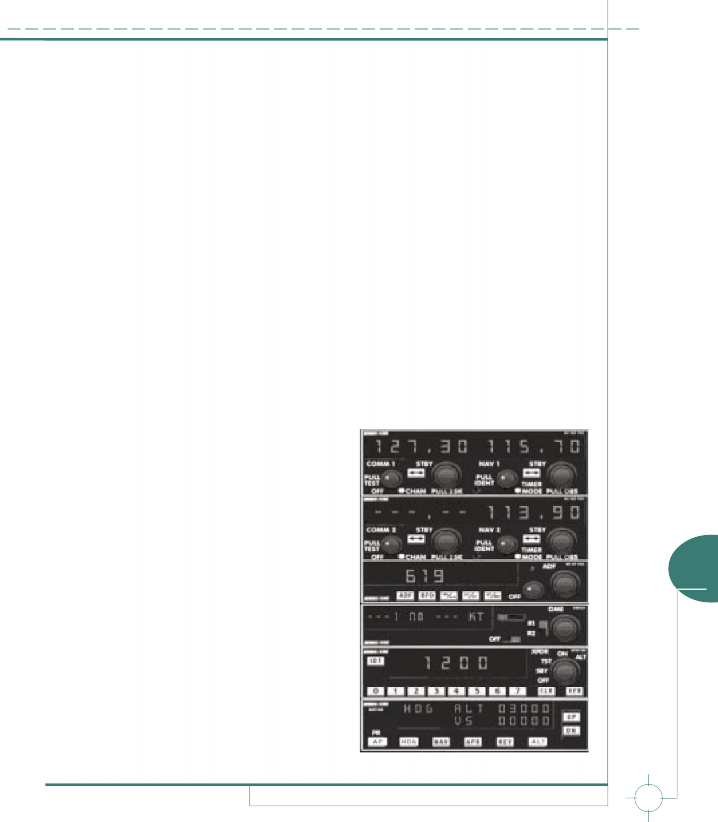 127.30 115.70
COMM 1 STBY NAV 1 STBY
PULL TEST PULL IDENT TIMER
OFF CHAN PULL 25K MODE PULL OBS
---.-- 113.90
COMM 2 STBY NAV 2 STBY
PULL TEST PULL IDENT TIMER
OFF CHAN PULL 25K MODE PULL OBS
619 ADF
ADF BFO OFF
--- KT DME
R1
R2
OFF
IDT 1200 XPDR ON ALT
TST
SBY
OFF
0 1 2 3 4 5 6 7 CLR VFR
HDG ALT 03000
VS 00000 UP
DN
AP HDG NAV APR REV ALT